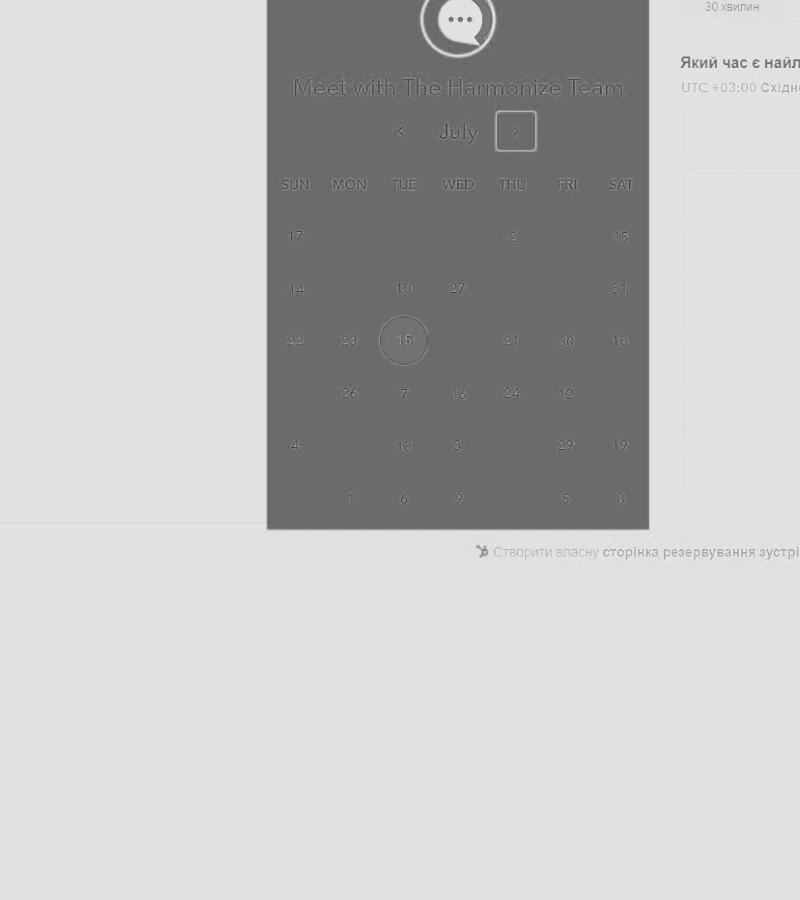 30 хвилин
Meet with The Harmonize Team
July
Який час є найл
UTC +03:00 Східно
SUN MON TUE WED THU FRI SAT
17 2 15
14 10 27 31
22 23 15 21 30 18
26 7 16 24 12
4 13 3 29 19
1 6 9 5 8
Створити власну сторінка резервування зустрі